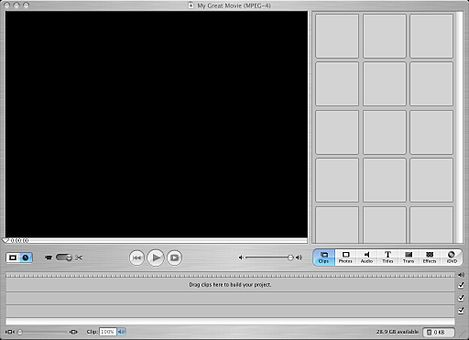 My Great Movie (MPEG-4)
0:00:00
Clips Photos Audio Titles Trans Effects iDVD
Drag clips here to build your project.
Clip: 100%
28.9 GB available
0 KB